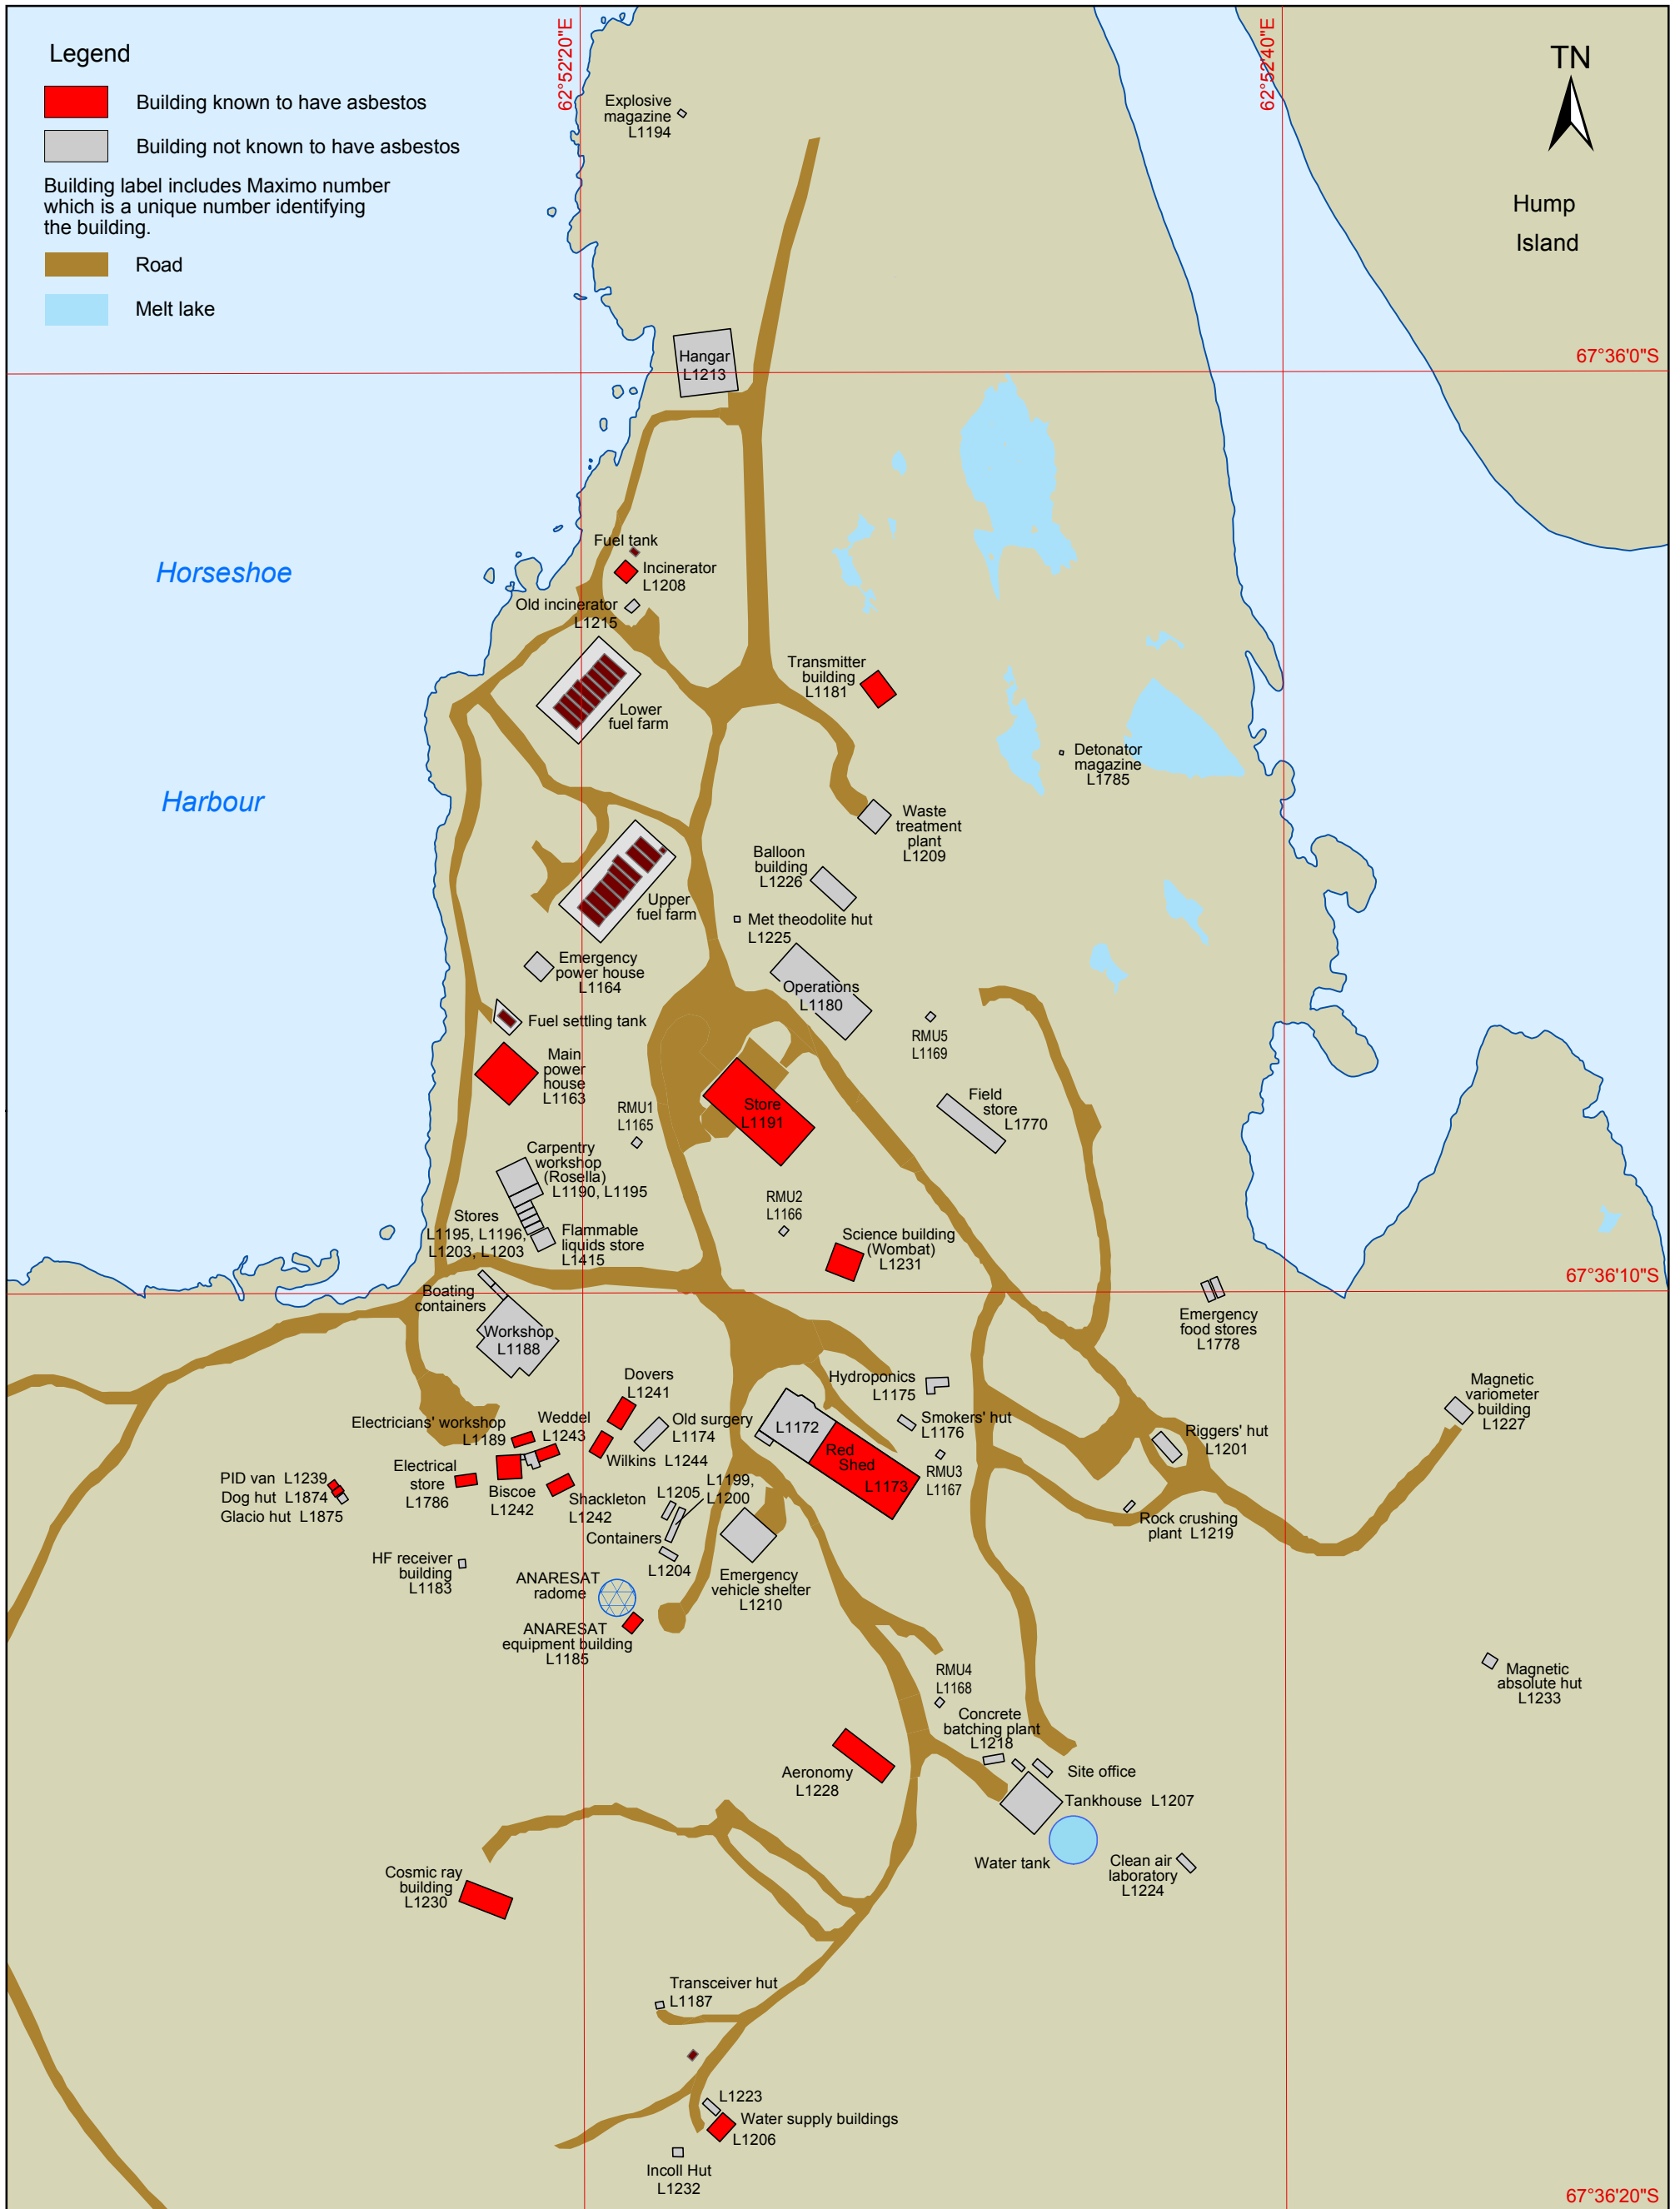 Legend
Building known to have asbestos
Building not known to have asbestos
Building label includes Maximo number
which is a unique number identifying
the building.
Road
Melt lake
62°52'20"E
62°52'40"E
TN
Hump
Island
67°36'0"S
Explosive
magazine
L1194
Hangar
L1213
Horseshoe
Harbour
Fuel tank
Incinerator
L1208
Old incinerator
L1215
Lower
fuel farm
Transmitter
building
L1181
Detonator
magazine
L1785
Waste
treatment
plant
L1209
Balloon
building
L1226
Upper
fuel farm
Met theodolite hut
L1225
Emergency
power house
L1164
Operations
L1180
Fuel settling tank
RMU5
L1169
Main
power
house
L1163
Store
L1191
Field
store
L1770
RMU1
L1165
Carpentry
workshop
(Rosella)
L1190, L1195
Stores
L1195, L1196,
L1203, L1203
Flammable
liquids store
L1415
RMU2
L1166
Science building
(Wombat)
L1231
67°36'10"S
Boating
containers
Workshop
L1188
Emergency
food stores
L1778
Dovers
L1241
Hydroponics
L1175
Magnetic
variometer
building
L1227
Electricians' workshop
L1189
Weddel
L1243
Old surgery
L1174
L1172
Smokers' hut
L1176
Riggers' hut
L1201
Wilkins L1244
Red
Shed
L1173
RMU3
L1167
PID van L1239
Dog hut L1874
Glacio hut L1875
Electrical
store
L1786
Biscoe
L1242
Shackleton
L1242
L1205
L1199,
L1200
Containers
L1204
Rock crushing
plant L1219
HF receiver
building
L1183
ANARESAT
radome
Emergency
vehicle shelter
L1210
ANARESAT
equipment building
L1185
RMU4
L1168
Magnetic
absolute hut
L1233
Concrete
batching plant
L1218
Aeronomy
L1228
Site office
Tankhouse L1207
Water tank
Clean air
laboratory
L1224
Cosmic ray
building
L1230
Transceiver hut
L1187
L1223
Water supply buildings
L1206
Incoll Hut
L1232
67°36'20"S